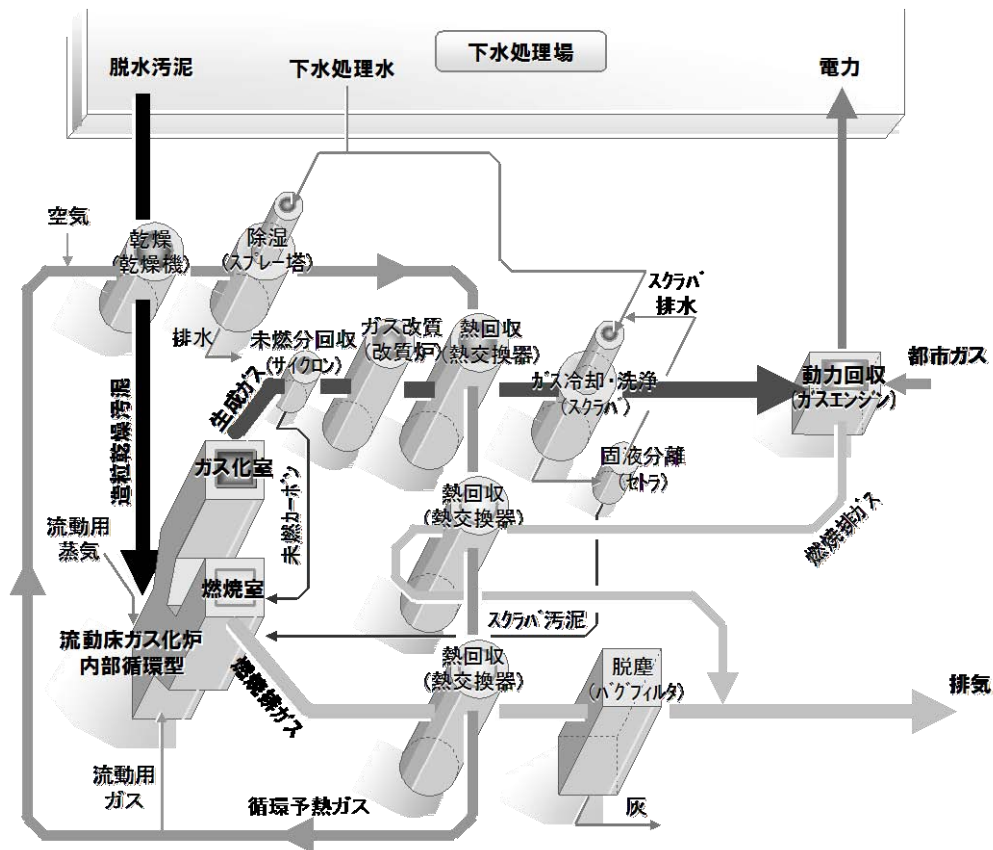 下水処理場
脱水汚泥
下水処理水
電力
空気
乾燥
(乾燥機)
除湿
(スプレー塔)
スクラバ
排水
排水
未燃分回収
(サイクロン)
ガス改質
(改質炉)
熱回収
(熱交換器)
ガス冷却・洗浄
(スクラバ)
動力回収
(ガスエンジン)
都市ガス
生成ガス
造粒乾燥汚泥
ガス化室
未燃カーボン
固液分離
(セトラ)
熱回収
(熱交換器)
燃焼排ガス
流動用
蒸気
燃焼室
スクラバ汚泥
流動床ガス化炉
内部循環型
燃焼排ガス
熱回収
(熱交換器)
脱塵
(バグフィルタ)
排気
流動用
ガス
循環予熱ガス
灰